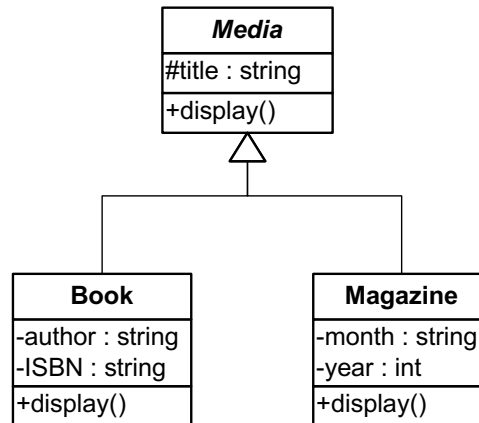 Media
#title : string
+display()
Book
-author : string
-ISBN : string
+display()
Magazine
-month : string
-year : int
+display()